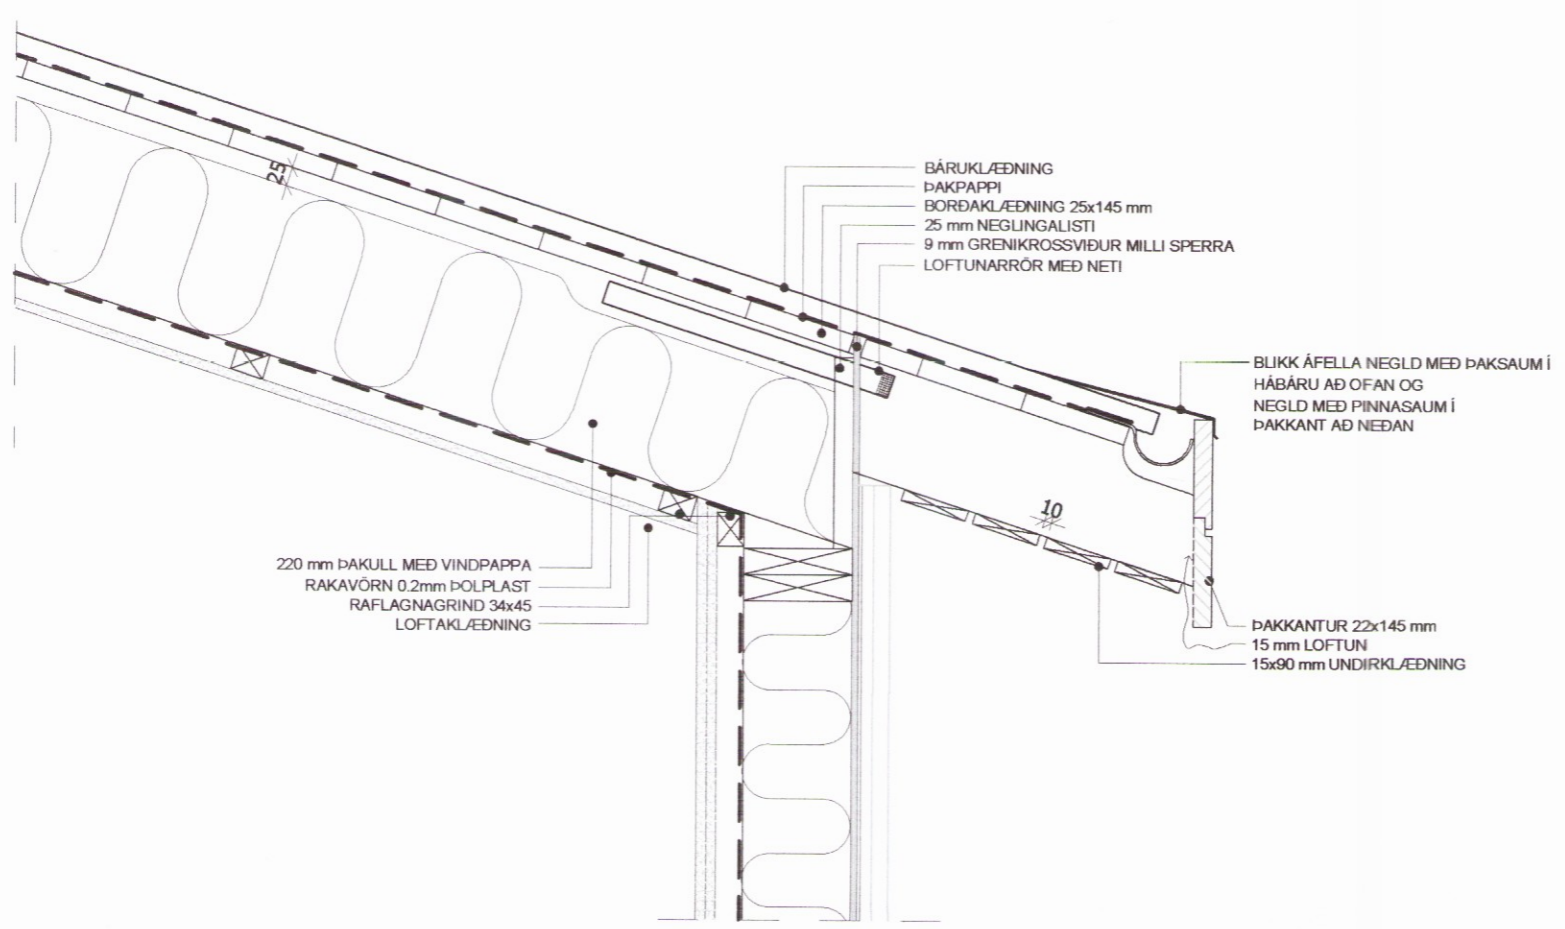 25
BÁRUKLÆÐNING
ÞAKPAPPI
BORÐAKLÆÐNING 25x145 mm
25 mm NEGLINGALISTI
9 mm GRENIKROSSVIÐUR MILLI SPERRA
LOFTUNARRÖR MEÐ NETI
BLIKK ÁFELLA NEGLD MEÐ ÞAKSAUM Í
HÁBÁRU AÐ OFAN OG
NEGLD MEÐ PINNASAUM Í
ÞAKKANT AÐ NEÐAN
10
220 mm ÞAKULL MEÐ VINDPAPPA
RAKAVÖRN 0.2mm ÞOLPLAST
RAFLAGNAGRIND 34x45
LOFTAKLÆÐNING
ÞAKKANTUR 22x145 mm
15 mm LOFTUN
15x90 mm UNDIRKLÆÐNING